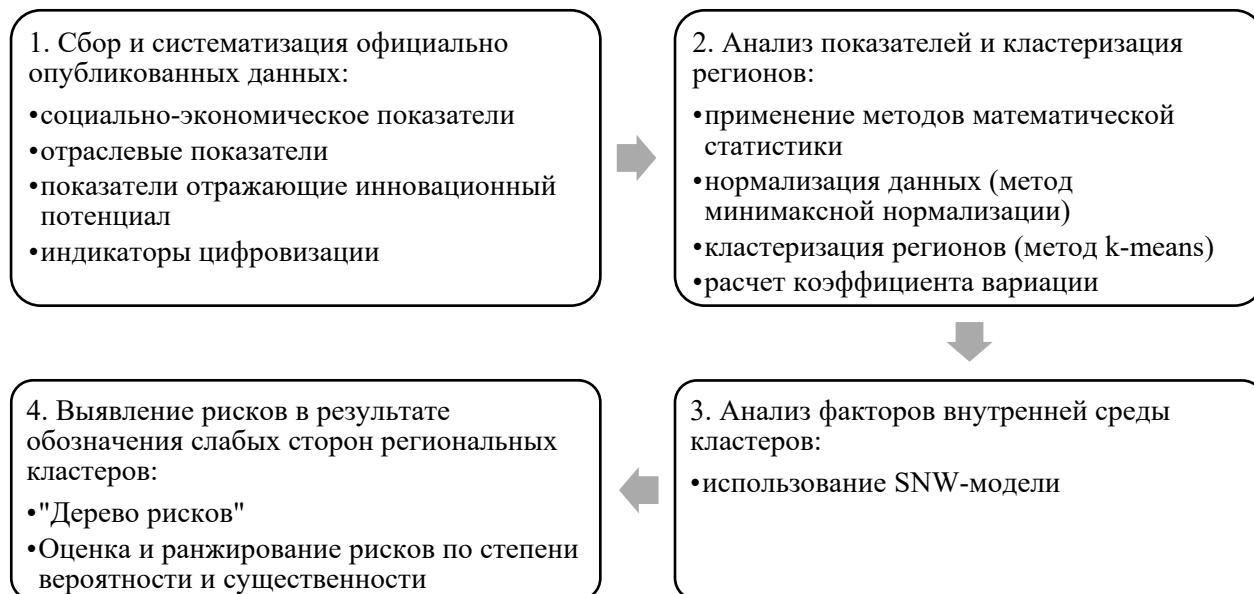 1. Сбор и систематизация официально
опубликованных данных:
•социально-экономическое показатели
•отраслевые показатели
•показатели отражающие инновационный
потенциал
•индикаторы цифровизации
2. Анализ показателей и кластеризация
регионов:
•применение методов математической
статистики
•нормализация данных (метод
минимаксной нормализации)
•кластеризация регионов (метод k-means)
•расчет коэффициента вариации
3. Анализ факторов внутренней среды
кластеров:
•использование SNW-модели
4. Выявление рисков в результате
обозначения слабых сторон региональных
кластеров:
•"Дерево рисков"
•Оценка и ранжирование рисков по степени
вероятности и существенности